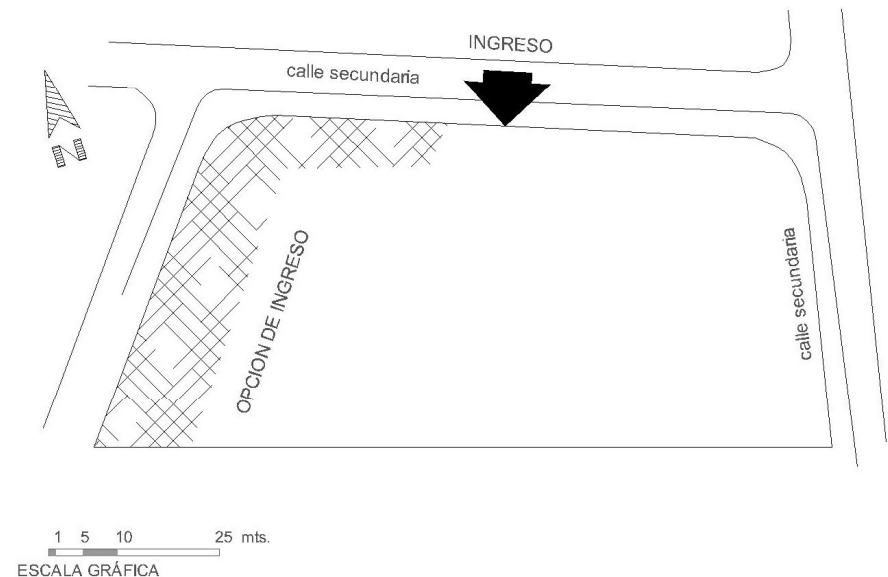 INGRESO
calle secundaria
N
OPCION DE INGRESO
calle secundaria
1 5 10 25 mts.
ESCALA GRÁFICA